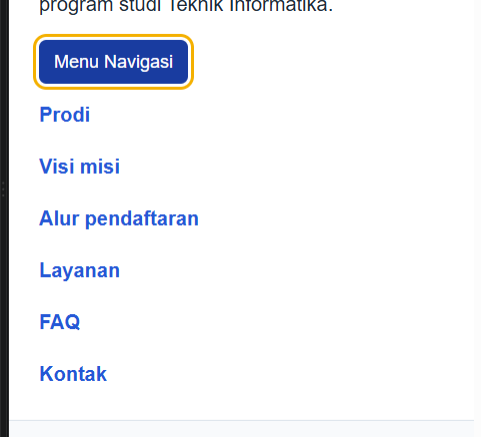 program studi Teknik Informatika.
Menu Navigasi
Prodi
Visi misi
Alur pendaftaran
Layanan
FAQ
Kontak